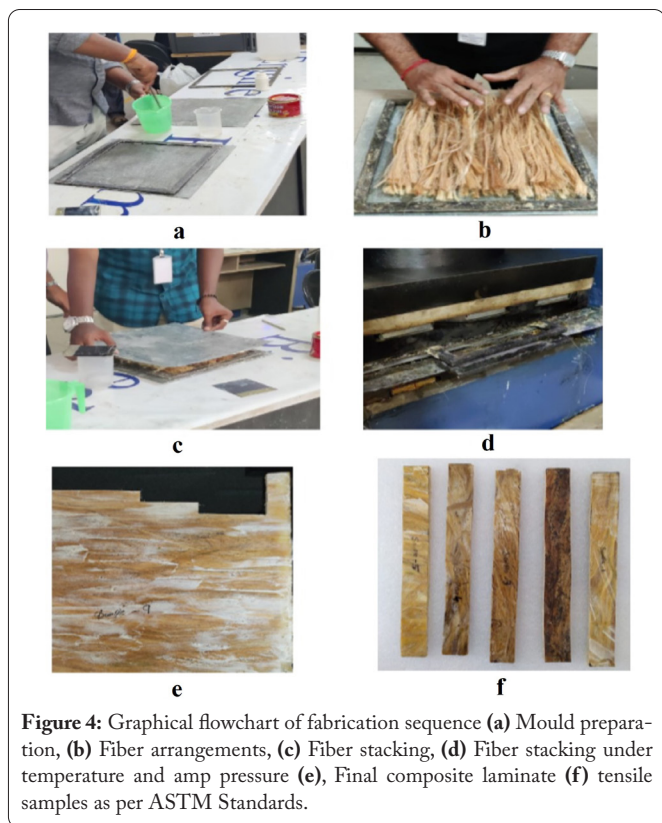 a
b
c
d
e
f
Figure 4: Graphical flowchart of fabrication sequence (a) Mould prepara-
tion, (b) Fiber arrangements, (c) Fiber stacking, (d) Fiber stacking under
temperature and amp pressure (e), Final composite laminate (f) tensile
samples as per ASTM Standards.